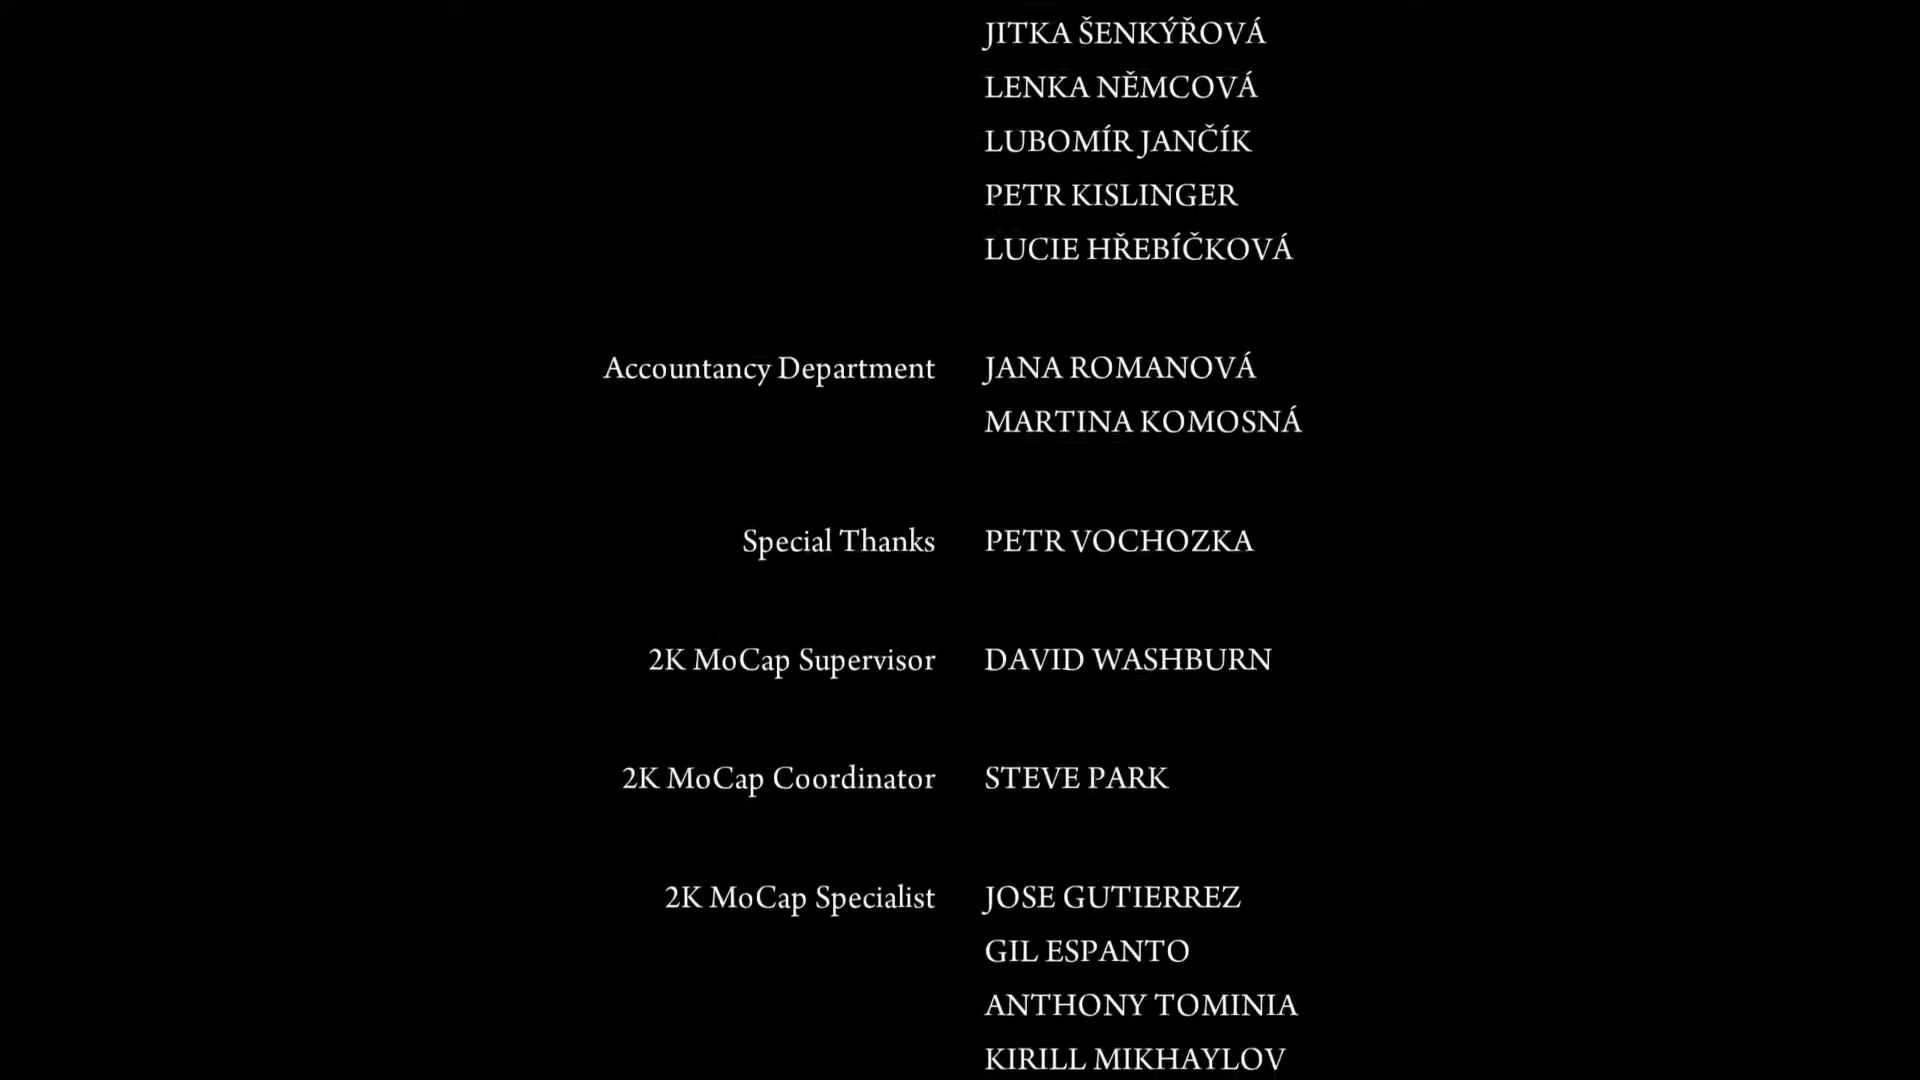 JITKA ŠENKÝŘOVÁ
LENKA NĚMCOVÁ
LUBOMÍR JANČÍK
PETR KISLINGER
LUCIE HŘEBÍČKOVÁ
Accountancy Department JANA ROMANOVÁ
MARTINA KOMOSNÁ
Special Thanks PETR VOCHOZKA
2K MoCap Supervisor DAVID WASHBURN
2K MoCap Coordinator STEVE PARK
2K MoCap Specialist JOSE GUTIERREZ
GIL ESPANTO
ANTHONY TOMINIA
KIRILL MIKHAYLOV